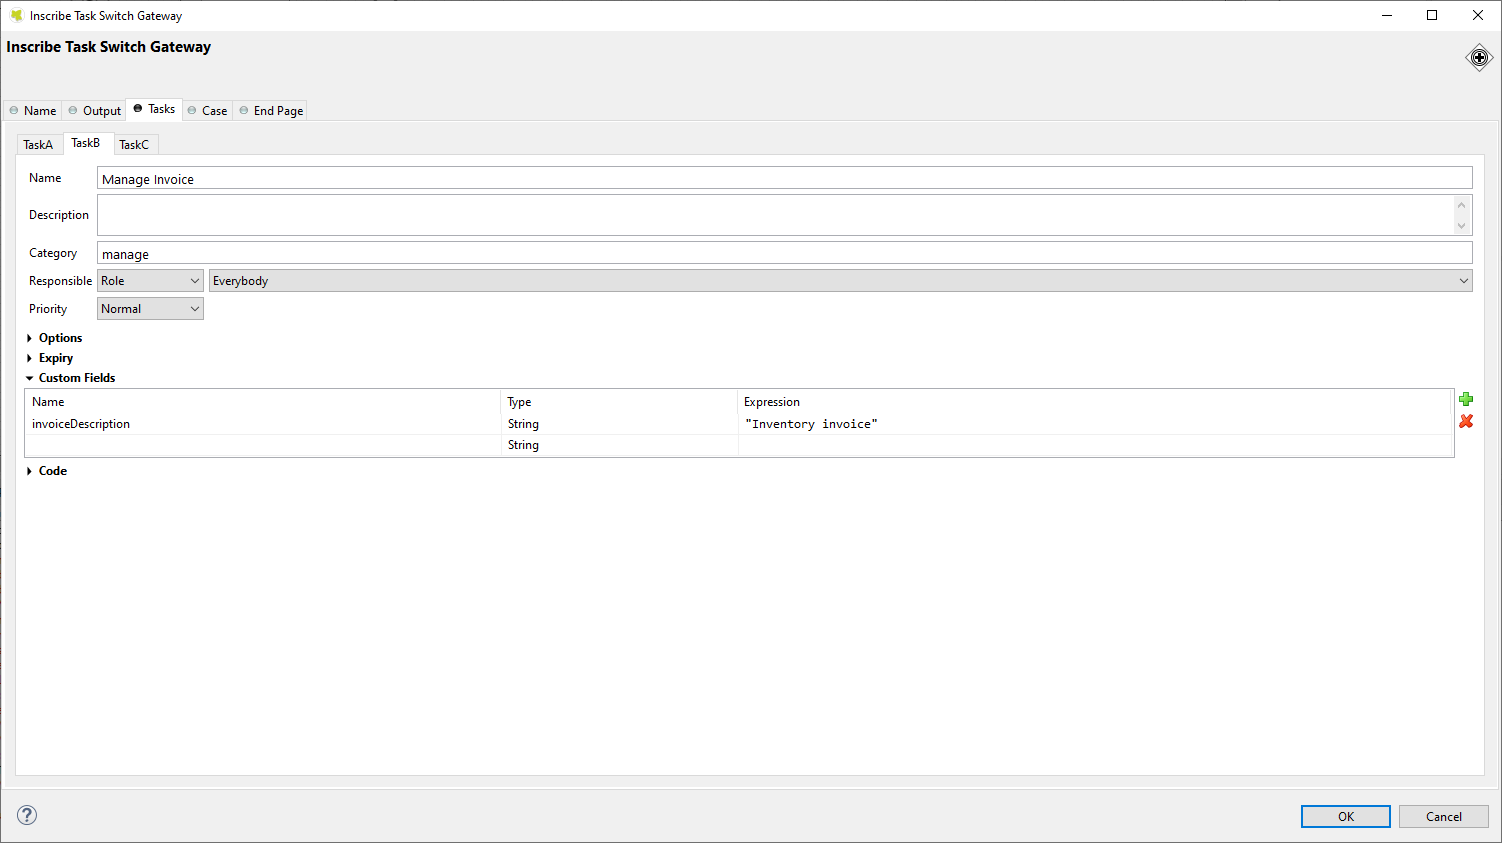 Inscribe Task Switch Gateway
Inscribe Task Switch Gateway
Name Output Tasks Case End Page
TaskA TaskB TaskC
Name Manage Invoice
Description
Category manage
Responsible Role Everybody
Priority Normal
Options
Expiry
Custom Fields
Name Type Expression
invoiceDescription String "Inventory invoice"
String
Code
? OK Cancel